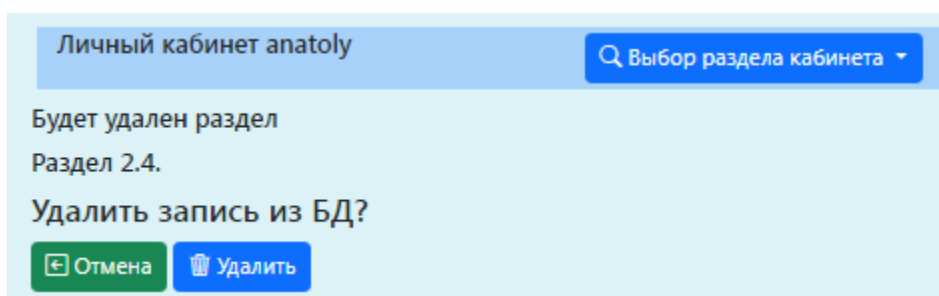 Личный кабинет anatoly
Выбор раздела кабинета
Будет удален раздел
Раздел 2.4.
Удалить запись из БД?
Отмена Удалить